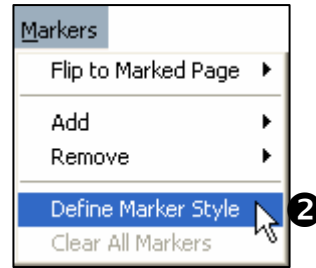 Markers
Flip to Marked Page
Add
Remove
Define Marker Style
2
Clear All Markers